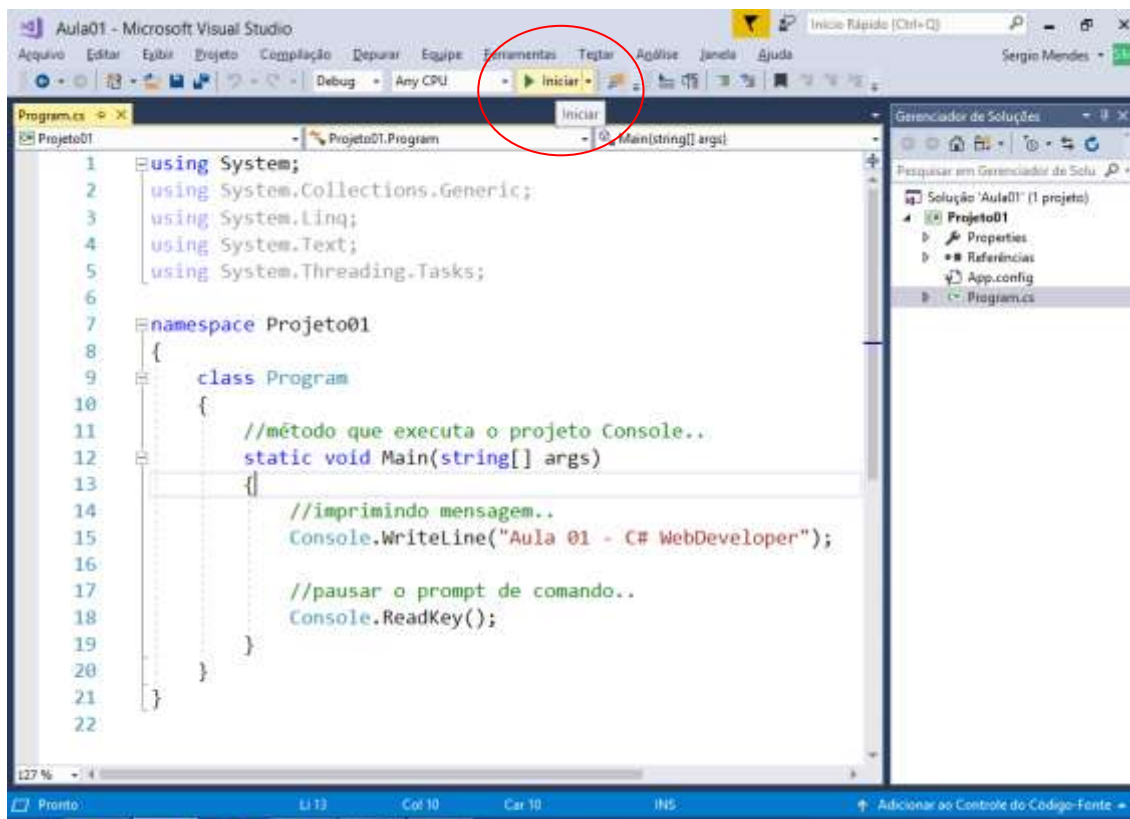 Aula01 - Microsoft Visual Studio
Início Rápido (Ctrl+Q)
Arquivo Editar Exibir Projeto Compilação Depurar Equipe Ferramentas Testar Análise Janela Ajuda
Sergio Mendes
Debug Any CPU Iniciar
Program.cs
Iniciar
Gerenciador de Soluções
Projeto01 Projeto01.Program Main(string[] args)
Pesquisar em Gerenciador de Solu
Solução 'Aula01' (1 projeto)
Projeto01
Properties
Referências
App.config
Program.cs
1 using System;
2 using System.Collections.Generic;
3 using System.Linq;
4 using System.Text;
5 using System.Threading.Tasks;
6
7 namespace Projeto01
8 {
9 class Program
10 {
11 //método que executa o projeto Console..
12 static void Main(string[] args)
13 {
14 //imprimindo mensagem..
15 Console.WriteLine("Aula 01 - C# WebDeveloper");
16
17 //pausar o prompt de comando..
18 Console.ReadKey();
19 }
20 }
21 }
22
127 %
Pronto Li 13 Col 10 Car 10 INS Adicionar ao Controle do Código-Fonte